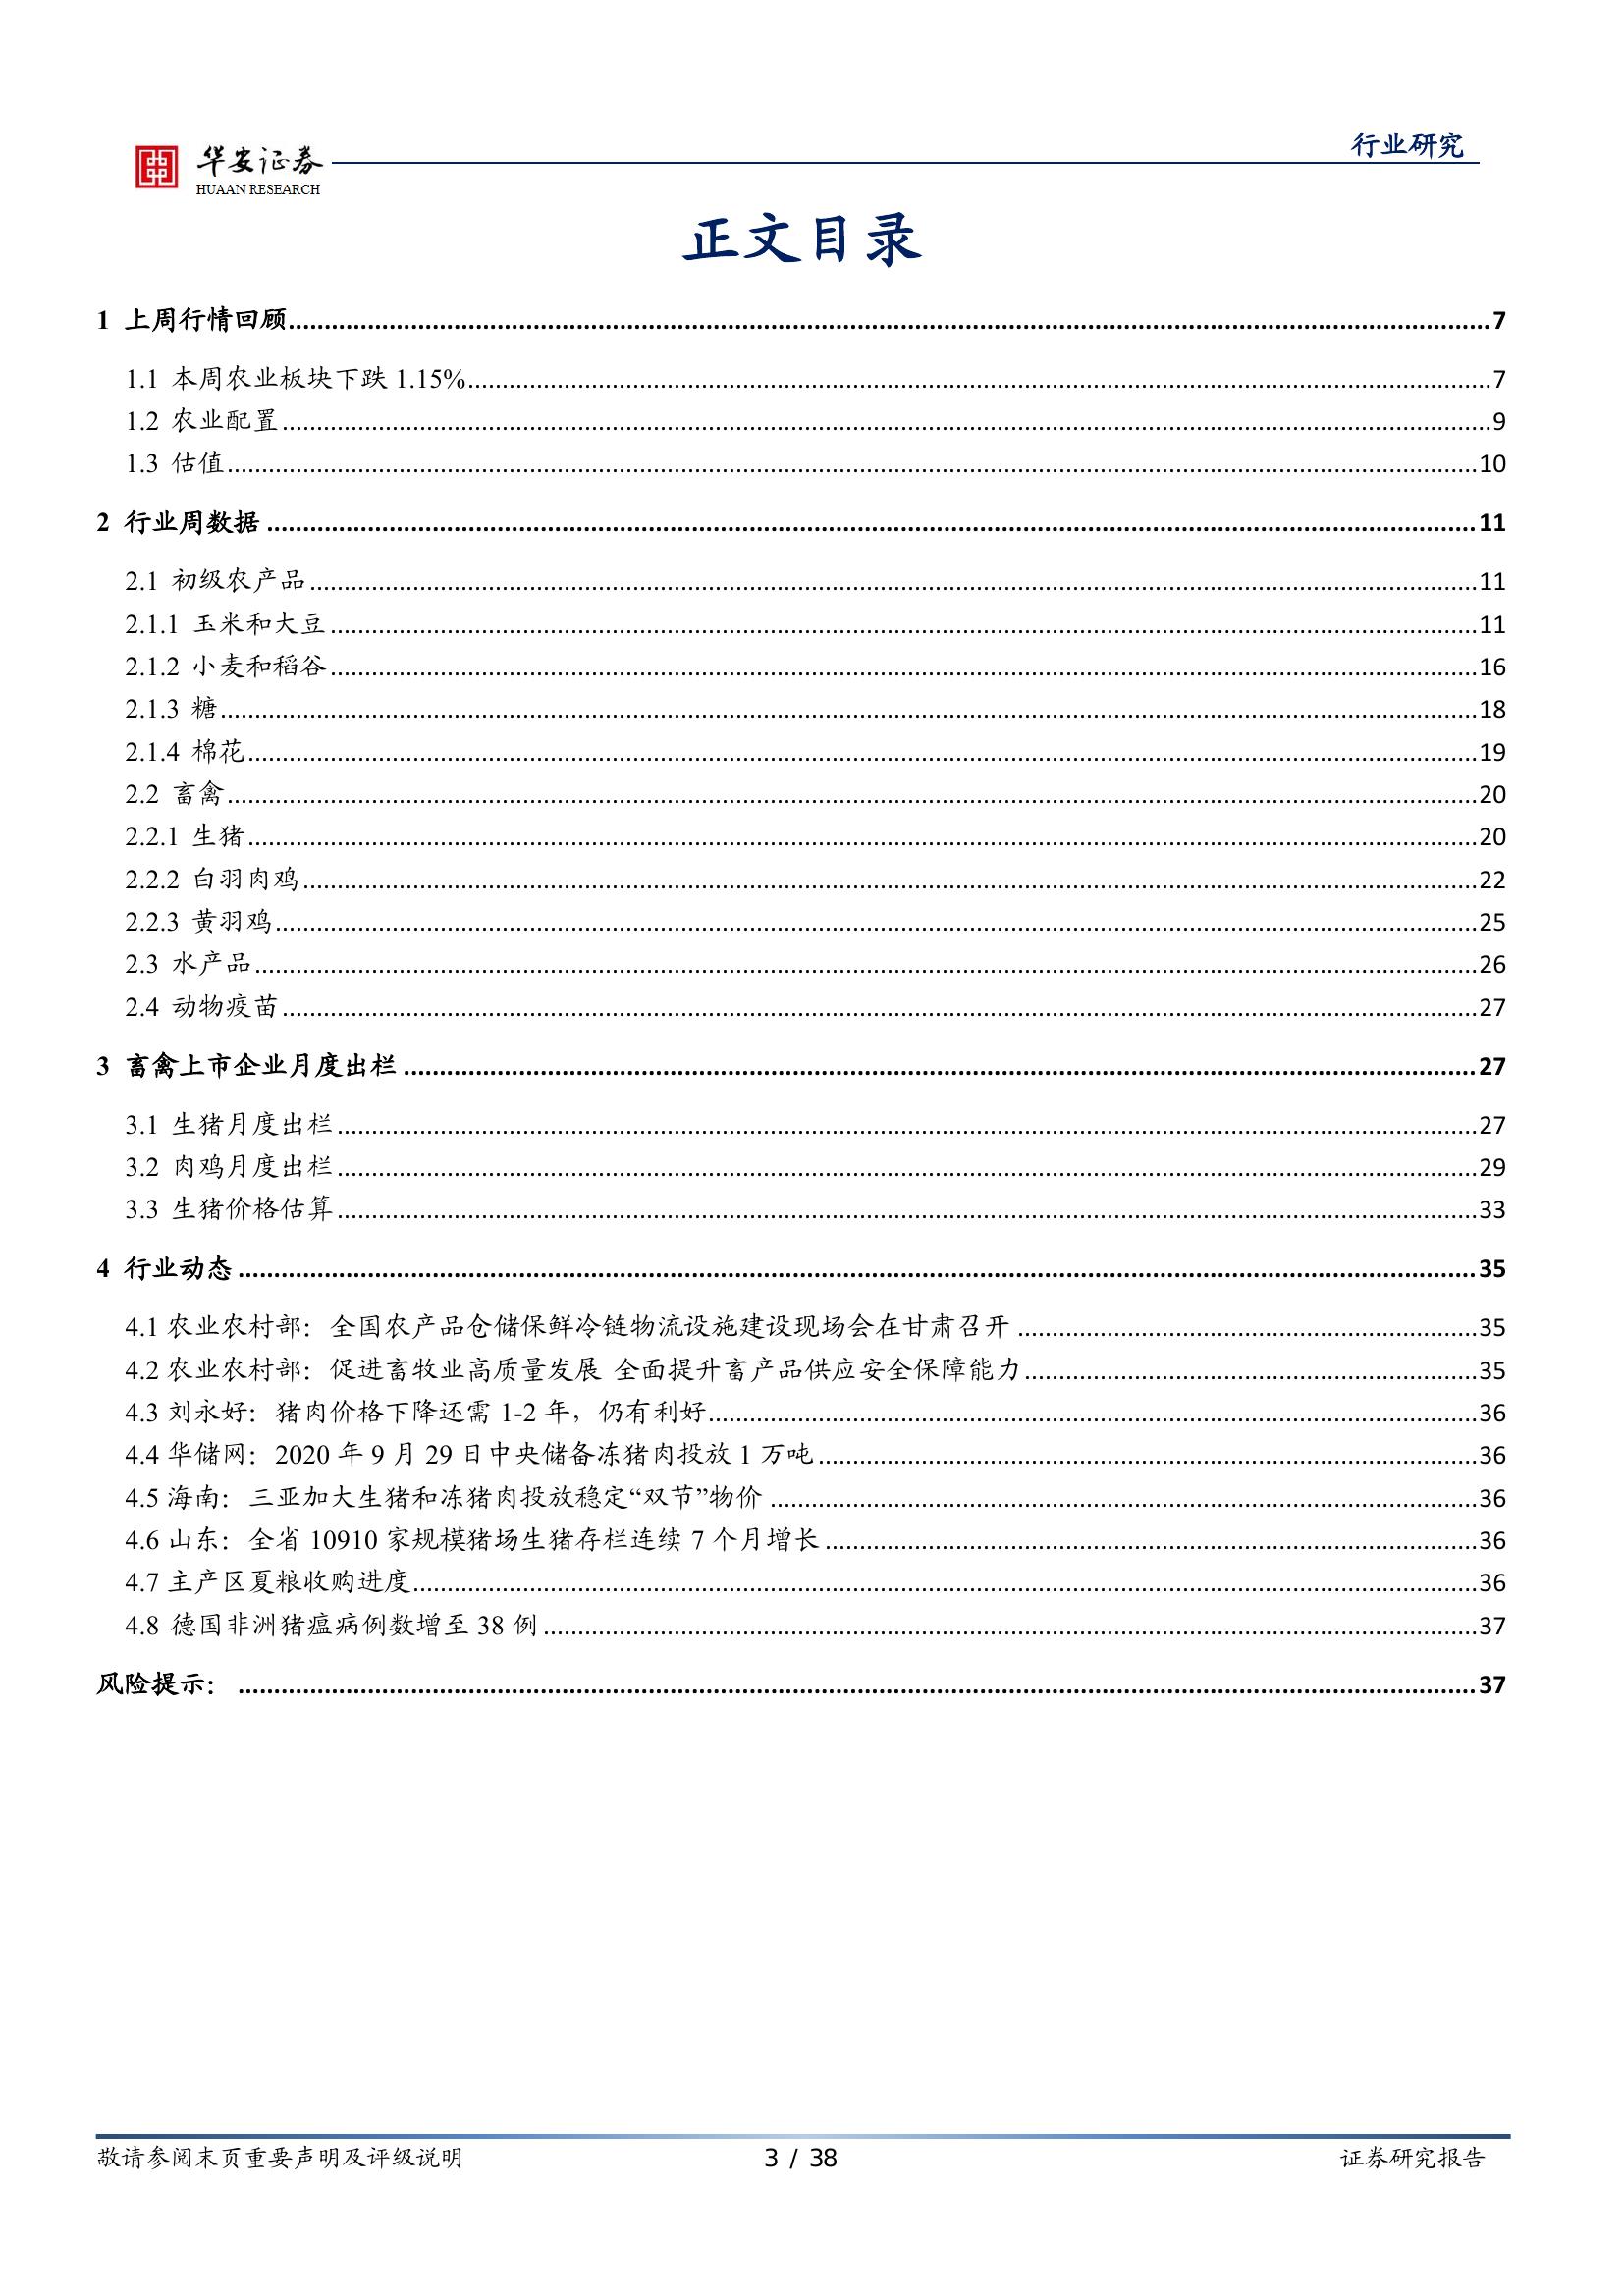 华安证券
HUAAN RESEARCH
行业研究
正文目录
1 上周行情回顾..........7
1.1 本周农业板块下跌 1.15%..........7
1.2 农业配置..........9
1.3 估值..........10
2 行业周数据..........11
2.1 初级农产品..........11
2.1.1 玉米和大豆..........11
2.1.2 小麦和稻谷..........16
2.1.3 糖..........18
2.1.4 棉花..........19
2.2 畜禽..........20
2.2.1 生猪..........20
2.2.2 白羽肉鸡..........22
2.2.3 黄羽鸡..........25
2.3 水产品..........26
2.4 动物疫苗..........27
3 畜禽上市企业月度出栏..........27
3.1 生猪月度出栏..........27
3.2 肉鸡月度出栏..........29
3.3 生猪价格估算..........33
4 行业动态..........35
4.1 农业农村部：全国农产品仓储保鲜冷链物流设施建设现场会在甘肃召开..........35
4.2 农业农村部：促进畜牧业高质量发展 全面提升畜产品供应安全保障能力..........35
4.3 刘永好：猪肉价格下降还需 1-2 年，仍有利好..........36
4.4 华储网：2020 年 9 月 29 日中央储备冻猪肉投放 1 万吨..........36
4.5 海南：三亚加大生猪和冻猪肉投放稳定“双节”物价..........36
4.6 山东：全省 10910 家规模猪场生猪存栏连续 7 个月增长..........36
4.7 主产区夏粮收购进度..........36
4.8 德国非洲猪瘟病例数增至 38 例..........37
风险提示：..........37
敬请参阅末页重要声明及评级说明
3 / 38
证券研究报告